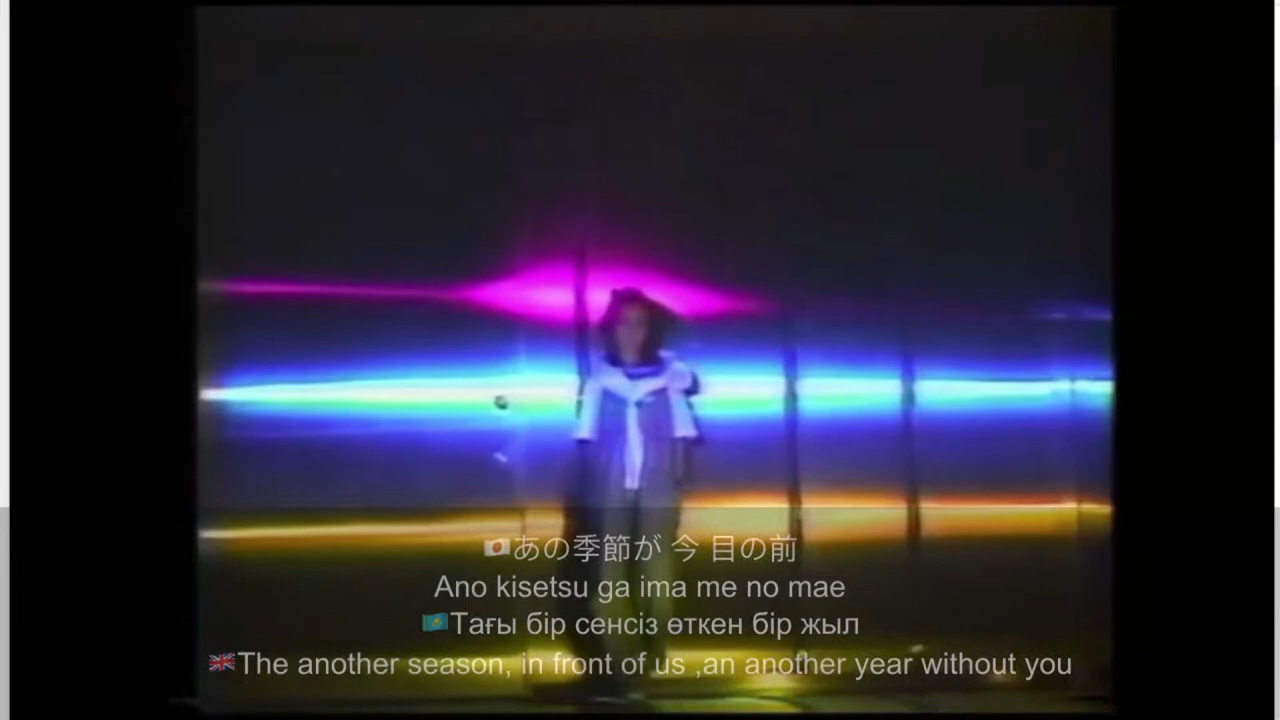 🇯🇵あの季節が 今 目の前
Ano kisetsu ga ima me no mae
🇰🇿Тағы бір сенсіз өткен бір жыл
🇬🇧The another season, in front of us ,an another year without you